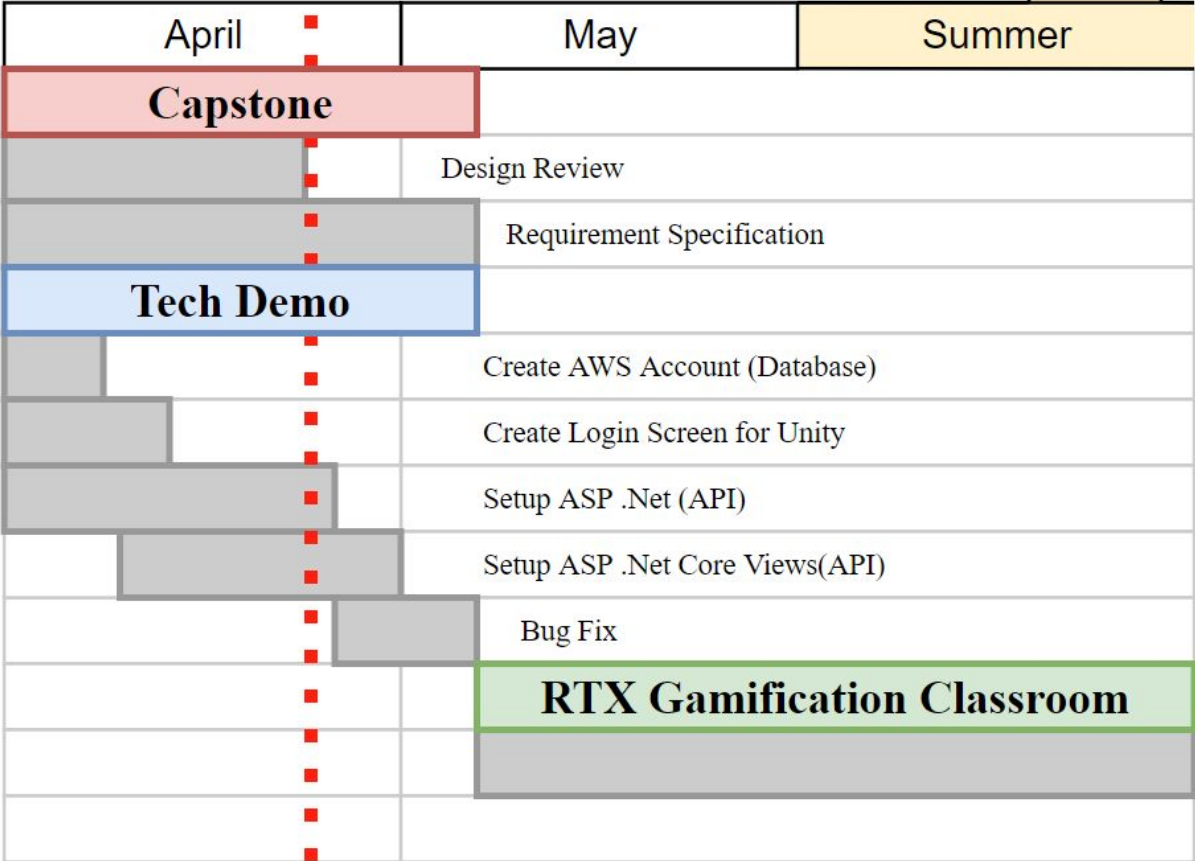 April
May
Summer
Capstone
Design Review
Requirement Specification
Tech Demo
Create AWS Account (Database)
Create Login Screen for Unity
Setup ASP .Net (API)
Setup ASP .Net Core Views(API)
Bug Fix
RTX Gamification Classroom